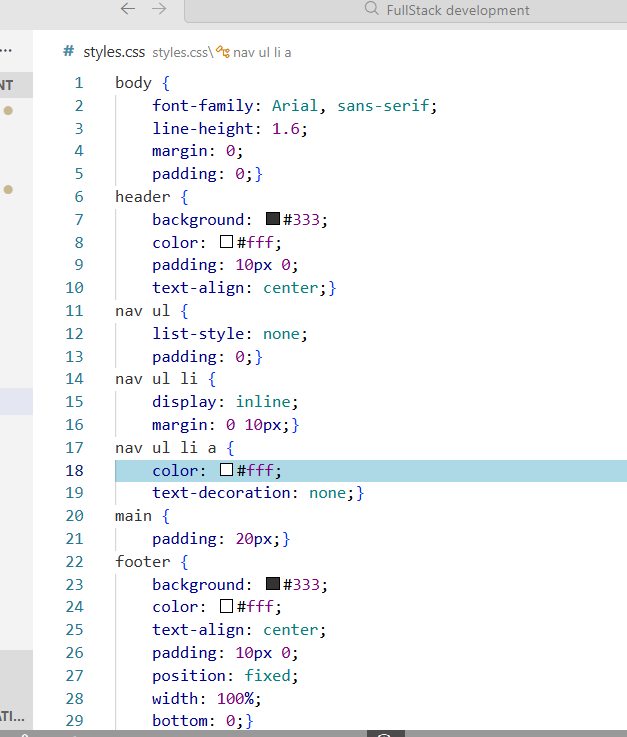 FullStack development
...
# styles.css styles.css\ nav ul li a
NT
1 body {
2     font-family: Arial, sans-serif;
3     line-height: 1.6;
4     margin: 0;
5     padding: 0;}
6 header {
7     background: #333;
8     color: #fff;
9     padding: 10px 0;
10     text-align: center;}
11 nav ul {
12     list-style: none;
13     padding: 0;}
14 nav ul li {
15     display: inline;
16     margin: 0 10px;}
17 nav ul li a {
18     color: #fff;
19     text-decoration: none;}
20 main {
21     padding: 20px;}
22 footer {
23     background: #333;
24     color: #fff;
25     text-align: center;
26     padding: 10px 0;
27     position: fixed;
28     width: 100%;
29     bottom: 0;}
ATI...